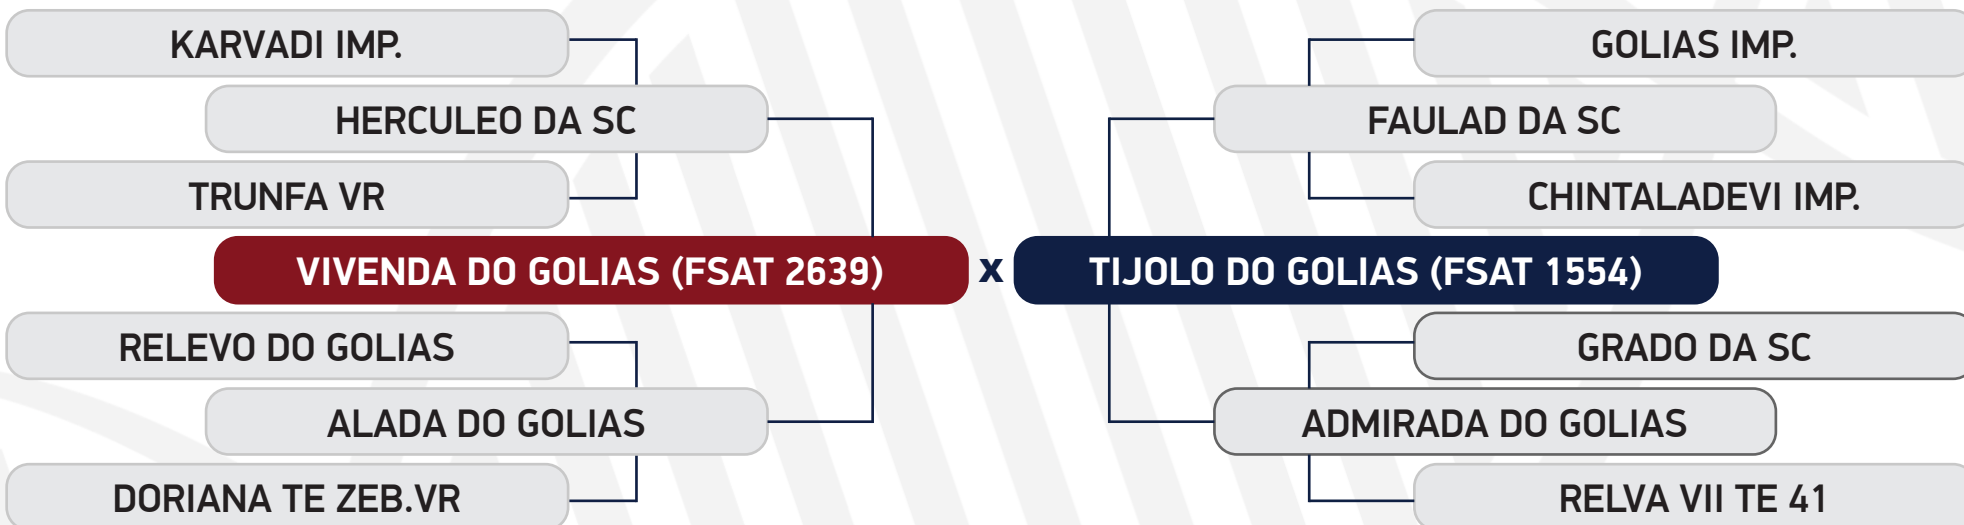 KARVADI IMP.
HERCULEO DA SC
TRUNFA VR
VIVENDA DO GOLIAS (FSAT 2639)
RELEVO DO GOLIAS
ALADA DO GOLIAS
DORIANA TE ZEB.VR
x
GOLIAS IMP.
FAULAD DA SC
CHINTALADEVI IMP.
TIJOLO DO GOLIAS (FSAT 1554)
GRADO DA SC
ADMIRADA DO GOLIAS
RELVA VII TE 41